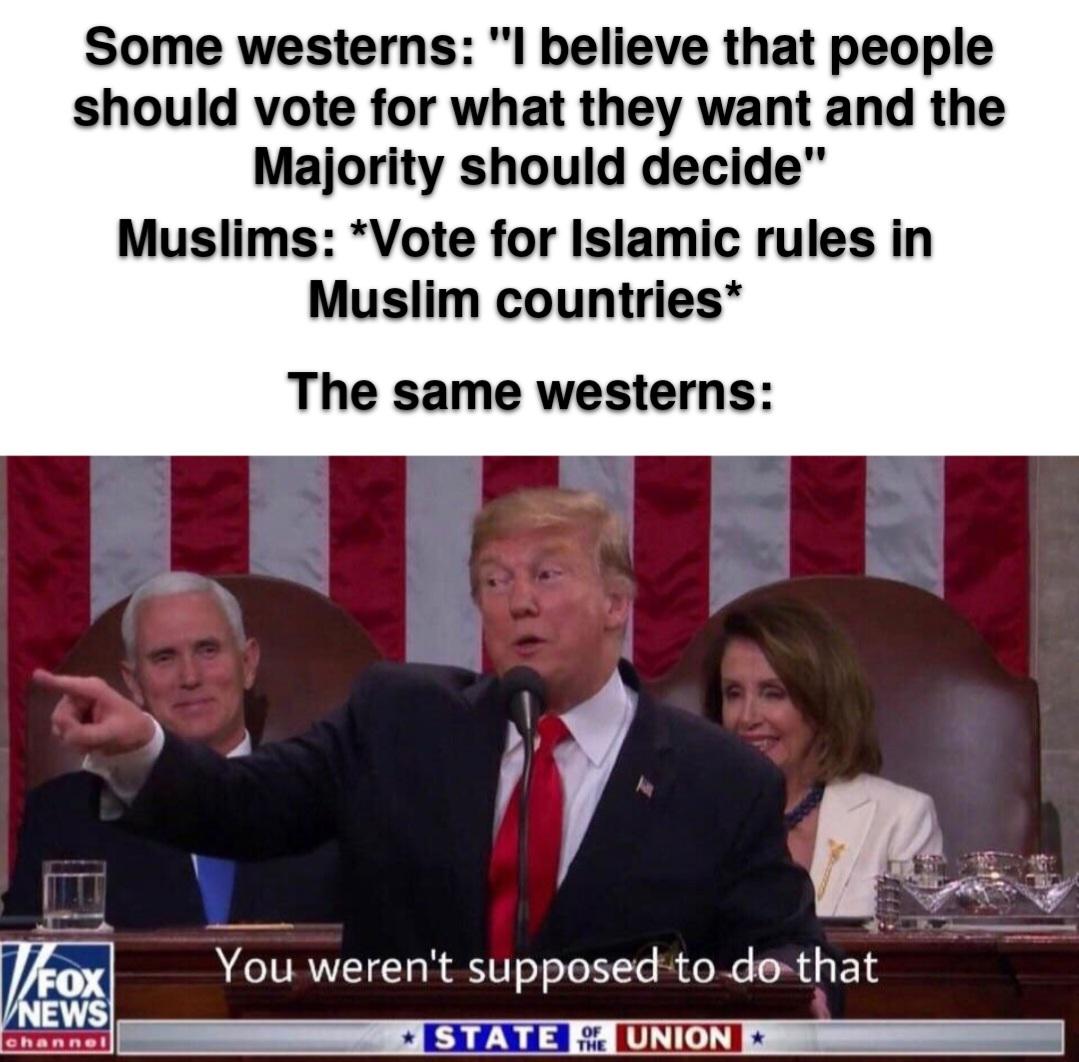 Some westerns: "I believe that people
should vote for what they want and the
Majority should decide"
Muslims: *Vote for Islamic rules in
Muslim countries*
The same westerns:
You weren't supposed to do that
FOX
NEWS
channel
STATE OF THE UNION